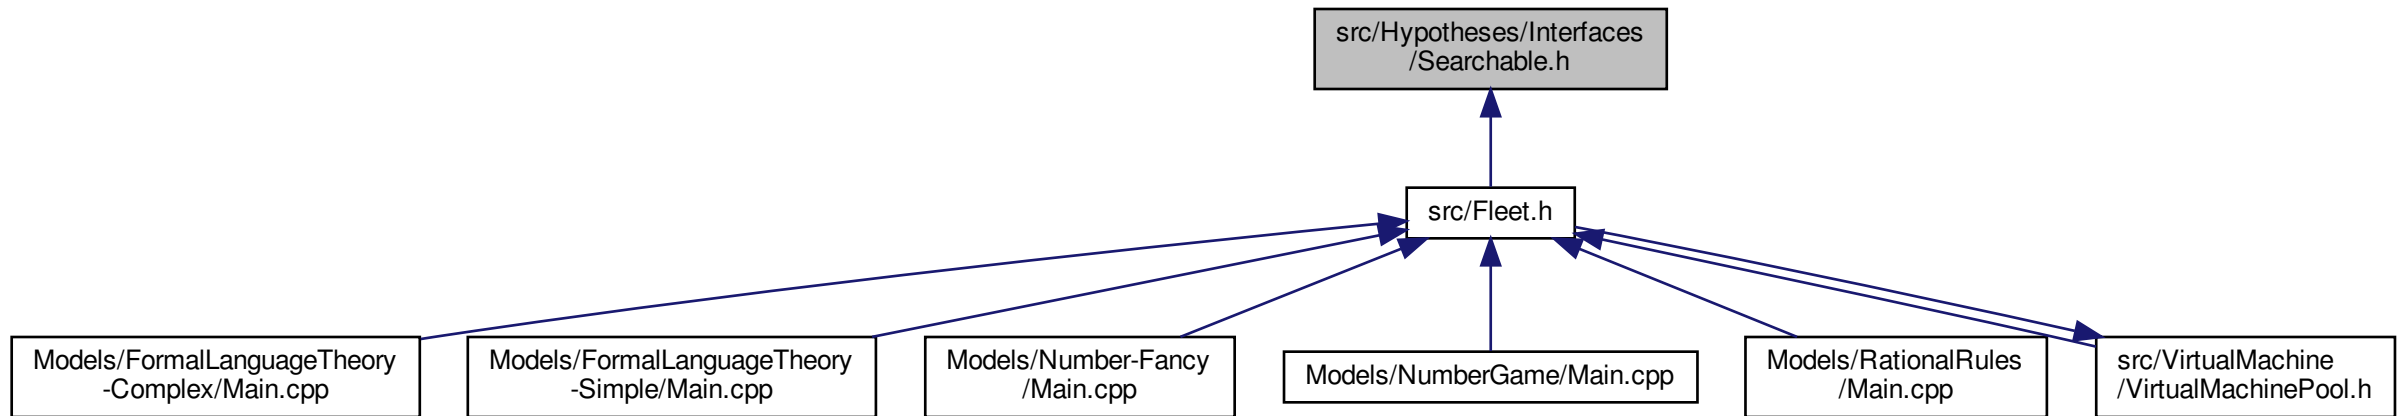 src/Hypotheses/Interfaces
/Searchable.h
src/Fleet.h
Models/FormalLanguageTheory
-Complex/Main.cpp
Models/FormalLanguageTheory
-Simple/Main.cpp
Models/Number-Fancy
/Main.cpp
Models/NumberGame/Main.cpp
Models/RationalRules
/Main.cpp
src/VirtualMachine
/VirtualMachinePool.h